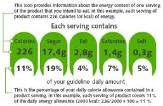 This icon provides information about the energy content of one serving
of the product that you intend to eat. In this example, each serving of
product contains 226 Calories (or kcal) of energy.
Each serving contains
Calories Sugar Fat Saturates Salt
226 17,4g 2,8g 1,4g 0,3g
11% 19% 4% 7% 5%
of your guideline daily amount
This is the percentage of your daily calorie allowance contained in a
product serving. In this example, each serving of product covers 11%
of the daily energy allowance (2000 kcal): 226/2000 x 100 = 11 %